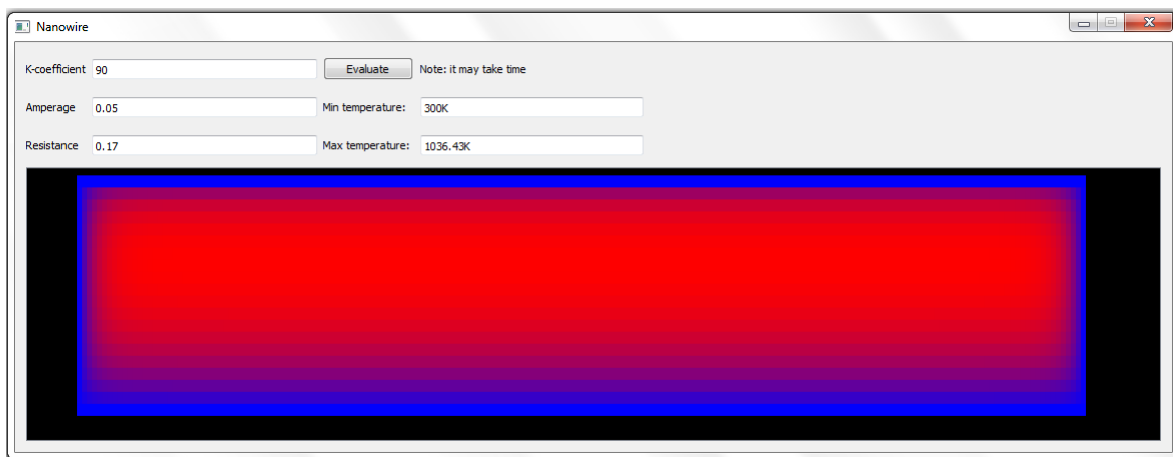 Nanowire
K-coefficient 90 Evaluate Note: it may take time
Amperage 0.05 Min temperature: 300K
Resistance 0.17 Max temperature: 1036.43K